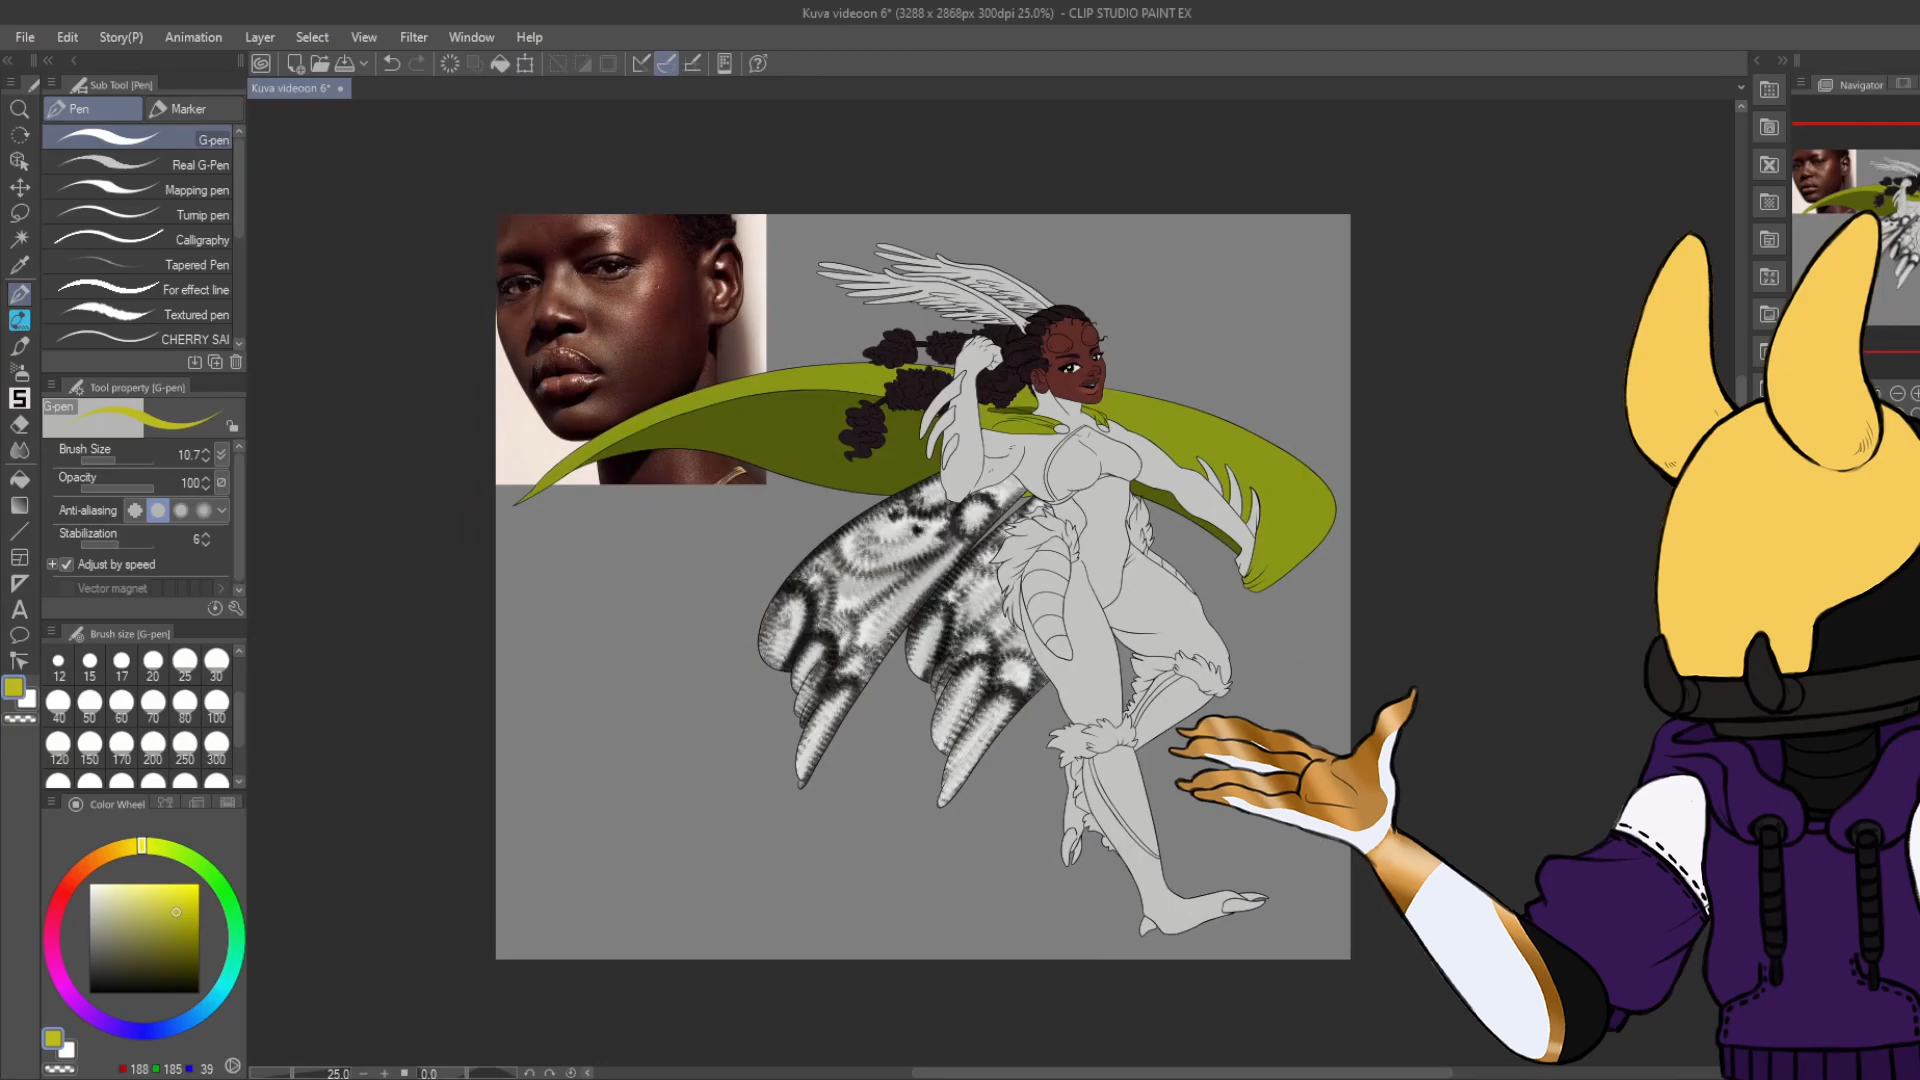 Kuva videoon 6* (3288 x 2868px 300dpi 25.0%) - CLIP STUDIO PAINT EX
File Edit Story(P) Animation Layer Select View Filter Window Help
Sub Tool [Pen]
Kuva videoon 6*
Navigator
Pen Marker
G-pen
Real G-Pen
Mapping pen
Turnip pen
Calligraphy
Tapered Pen
For effect line
Textured pen
CHERRY SAI
Tool property [G-pen]
G-pen
Brush Size 10.7
Opacity 100
Anti-aliasing
Stabilization
6
Adjust by speed
Vector magnet
Brush size [G-pen]
12 15 17 20 25 30
40 50 60 70 80 100
120 150 170 200 250 300
Color Wheel
188 185 39
25.0 0.0